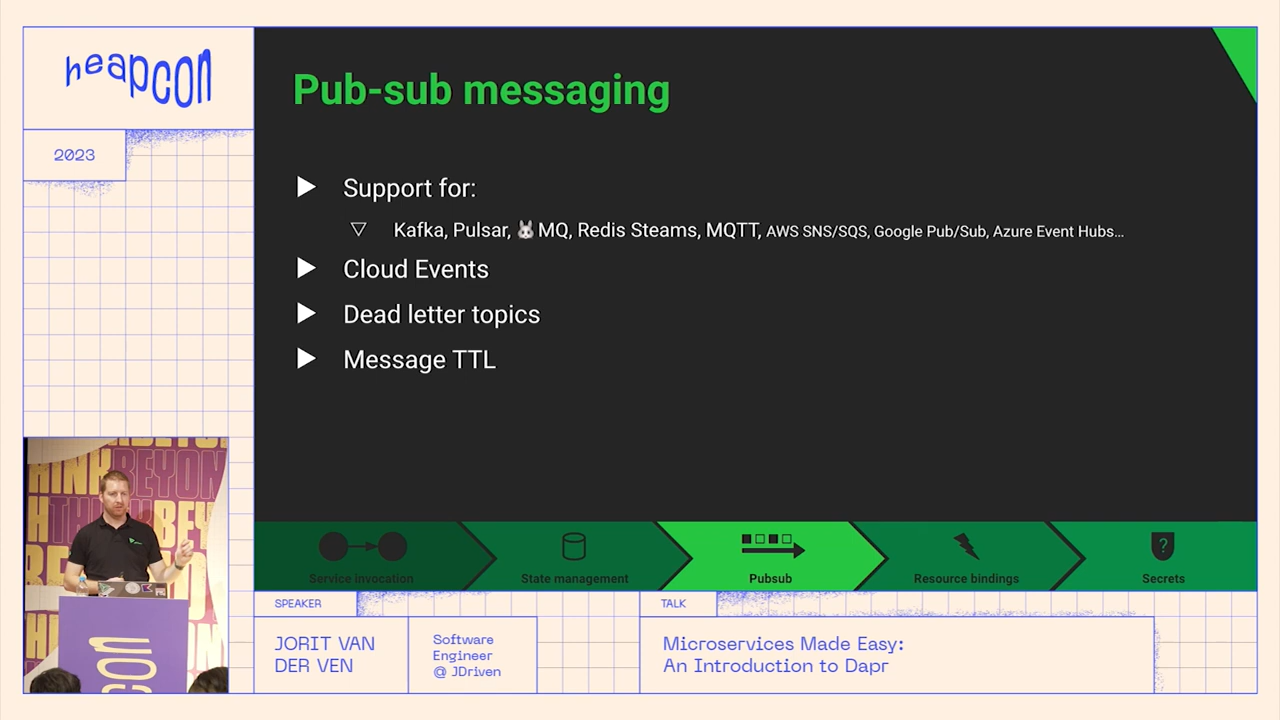 heapcon
2023
Pub-sub messaging
Support for:
Kafka, Pulsar, 🐰MQ, Redis Steams, MQTT, AWS SNS/SQS, Google Pub/Sub, Azure Event Hubs...
Cloud Events
Dead letter topics
Message TTL
Service invocation
State management
Pubsub
Resource bindings
?
Secrets
SPEAKER
JORIT VAN
DER VEN
Software
Engineer
@ JDriven
TALK
Microservices Made Easy:
An Introduction to Dapr